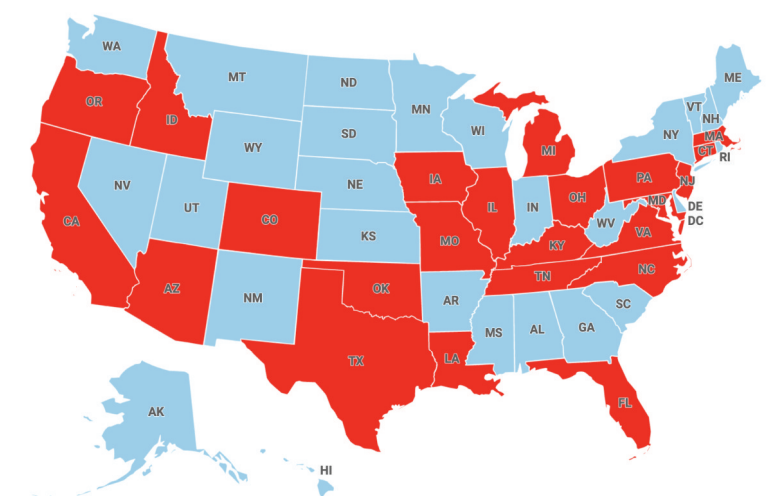 WA
MT
ND
MN
ME
OR
ID
SD
WI
VT
NH
NY
MA
WY
MI
CT
RI
IA
PA
NJ
NV
UT
NE
IL
IN
OH
MD
DE
CA
CO
KS
MO
KY
WV
VA
DC
AZ
NM
OK
AR
TN
NC
SC
MS
AL
GA
TX
LA
FL
AK
HI